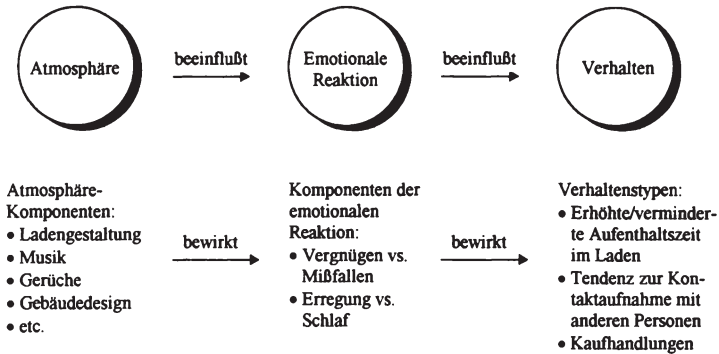 Atmosphäre
beeinflußt
Emotionale
Reaktion
beeinflußt
Verhalten
Atmosphäre-
Komponenten:
• Ladengestaltung
• Musik
• Gerüche
• Gebäudedesign
• etc.
bewirkt
Komponenten der
emotionalen
Reaktion:
• Vergnügen vs.
Mißfallen
• Erregung vs.
Schlaf
bewirkt
Verhaltenstypen:
• Erhöhte/verminder-
te Aufenthaltszeit
im Laden
• Tendenz zur Kon-
taktaufnahme mit
anderen Personen
• Kaufhandlungen